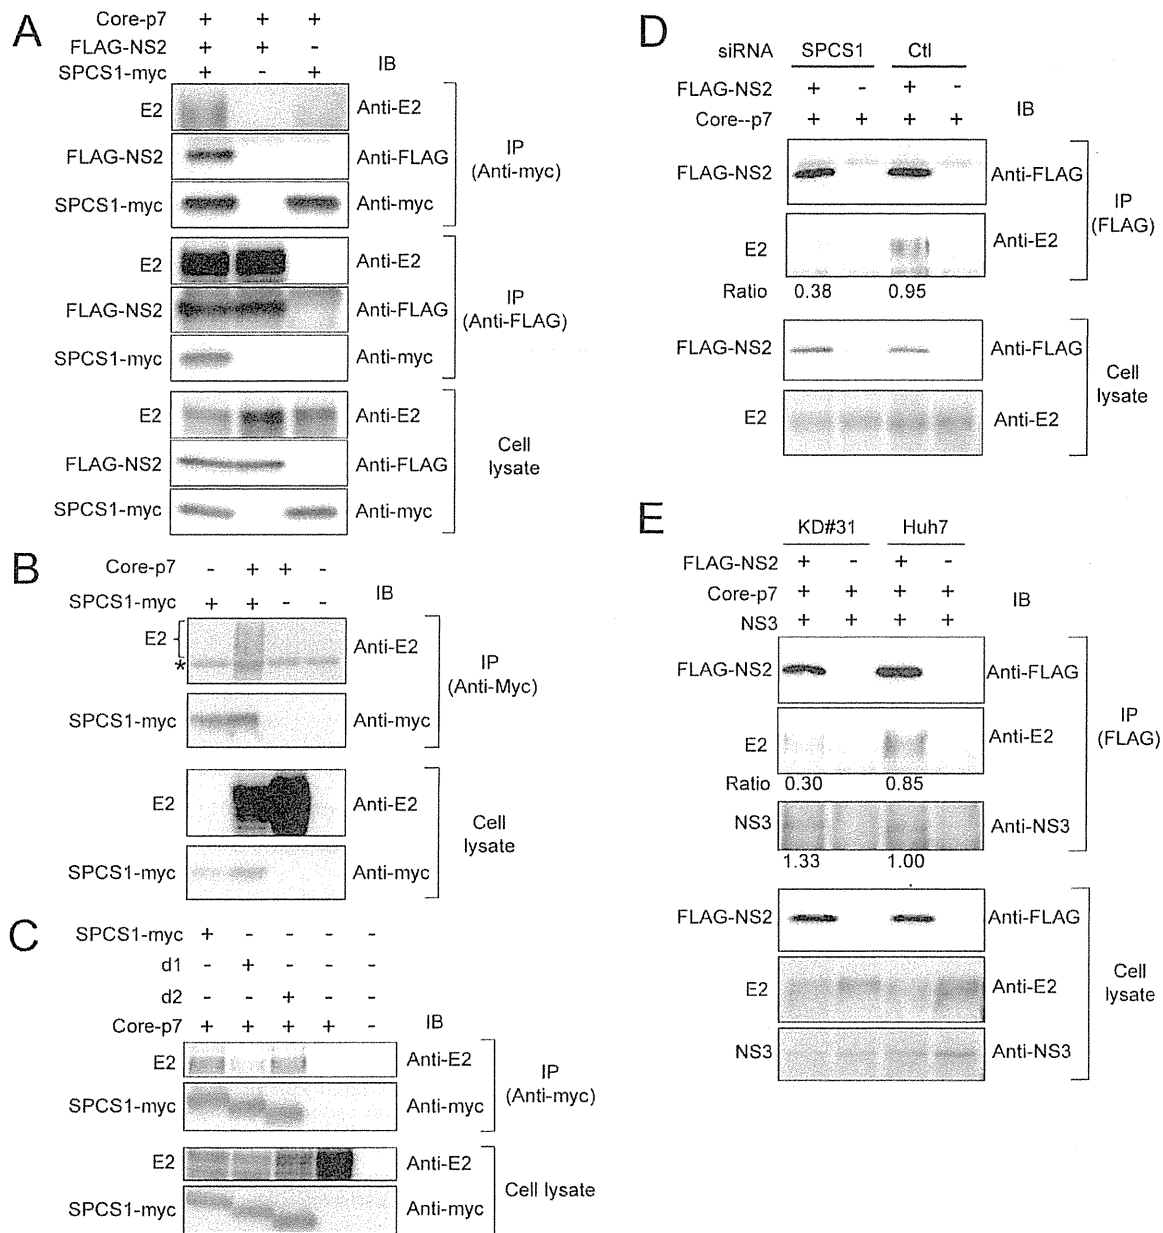 A
Core-p7 + + +
FLAG-NS2 + + -
SPCS1-myc + - +
IB
E2 Anti-E2
FLAG-NS2 Anti-FLAG
SPCS1-myc Anti-myc
IP
(Anti-myc)
E2 Anti-E2
FLAG-NS2 Anti-FLAG
SPCS1-myc Anti-myc
IP
(Anti-FLAG)
E2 Anti-E2
FLAG-NS2 Anti-FLAG
SPCS1-myc Anti-myc
Cell
lysate
B
Core-p7 - + + -
SPCS1-myc + + - -
IB
E2 Anti-E2
*
SPCS1-myc Anti-myc
IP
(Anti-Myc)
E2 Anti-E2
SPCS1-myc Anti-myc
Cell
lysate
C
SPCS1-myc + - - - -
d1 - + - - -
d2 - - + - -
Core-p7 + + + + -
IB
E2 Anti-E2
SPCS1-myc Anti-myc
IP
(Anti-myc)
E2 Anti-E2
SPCS1-myc Anti-myc
Cell lysate
D
siRNA SPCS1 Ctl
FLAG-NS2 + - + -
Core--p7 + + + +
IB
FLAG-NS2 Anti-FLAG
E2 Anti-E2
Ratio 0.38 0.95
IP
(FLAG)
FLAG-NS2 Anti-FLAG
E2 Anti-E2
Cell
lysate
E
KD#31 Huh7
FLAG-NS2 + - + -
Core-p7 + + + +
NS3 + + + +
IB
FLAG-NS2 Anti-FLAG
E2 Anti-E2
Ratio 0.30 0.85
NS3 Anti-NS3
1.33 1.00
IP
(FLAG)
FLAG-NS2 Anti-FLAG
E2 Anti-E2
NS3 Anti-NS3
Cell
lysate